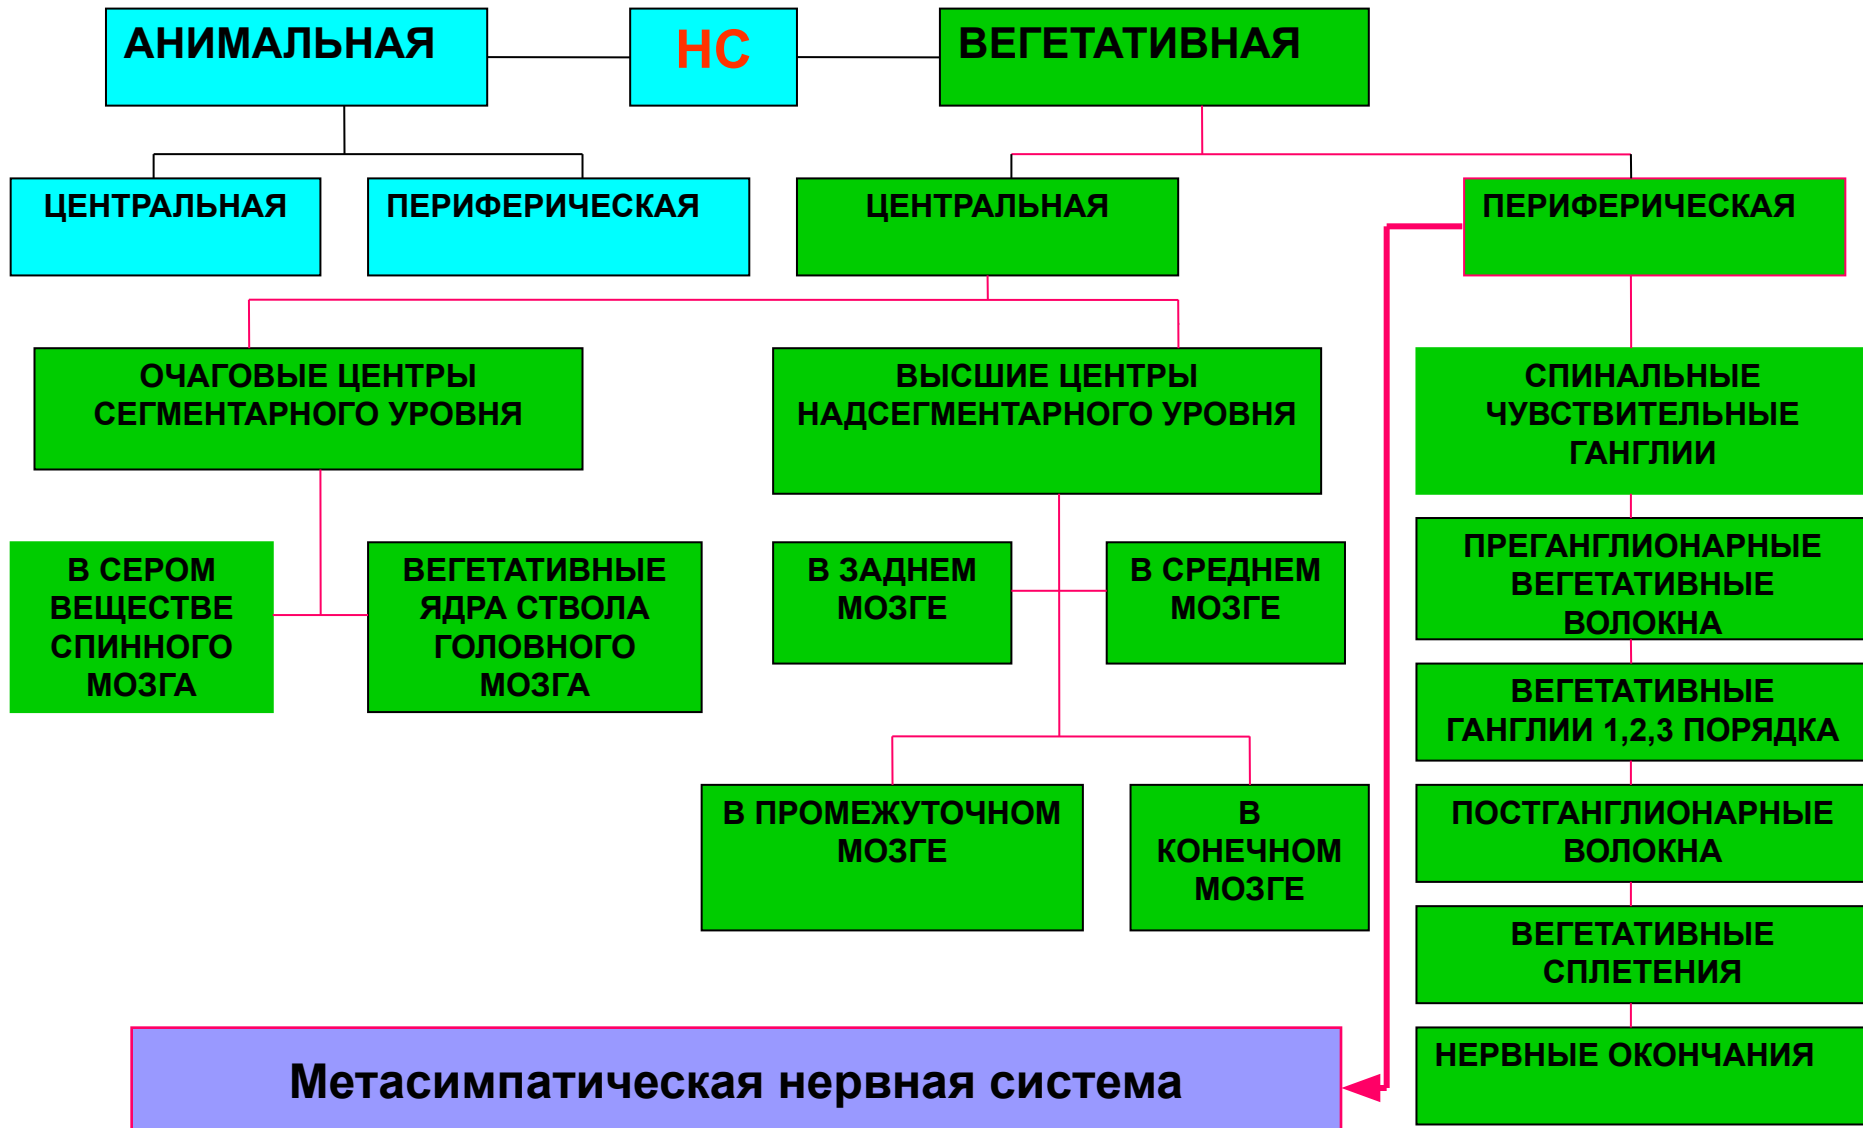 АНИМАЛЬНАЯ
НС
ВЕГЕТАТИВНАЯ
ЦЕНТРАЛЬНАЯ
ПЕРИФЕРИЧЕСКАЯ
ЦЕНТРАЛЬНАЯ
ПЕРИФЕРИЧЕСКАЯ
ОЧАГОВЫЕ ЦЕНТРЫ
СЕГМЕНТАРНОГО УРОВНЯ
ВЫСШИЕ ЦЕНТРЫ
НАДСЕГМЕНТАРНОГО УРОВНЯ
СПИНАЛЬНЫЕ
ЧУВСТВИТЕЛЬНЫЕ
ГАНГЛИИ
В СЕРОМ
ВЕЩЕСТВЕ
СПИННОГО
МОЗГА
ВЕГЕТАТИВНЫЕ
ЯДРА СТВОЛА
ГОЛОВНОГО
МОЗГА
В ЗАДНЕМ
МОЗГЕ
В СРЕДНЕМ
МОЗГЕ
ПРЕГАНГЛИОНАРНЫЕ
ВЕГЕТАТИВНЫЕ
ВОЛОКНА
ВЕГЕТАТИВНЫЕ
ГАНГЛИИ 1,2,3 ПОРЯДКА
В ПРОМЕЖУТОЧНОМ
МОЗГЕ
В
КОНЕЧНОМ
МОЗГЕ
ПОСТГАНГЛИОНАРНЫЕ
ВОЛОКНА
ВЕГЕТАТИВНЫЕ
СПЛЕТЕНИЯ
НЕРВНЫЕ ОКОНЧАНИЯ
Метасимпатическая нервная система